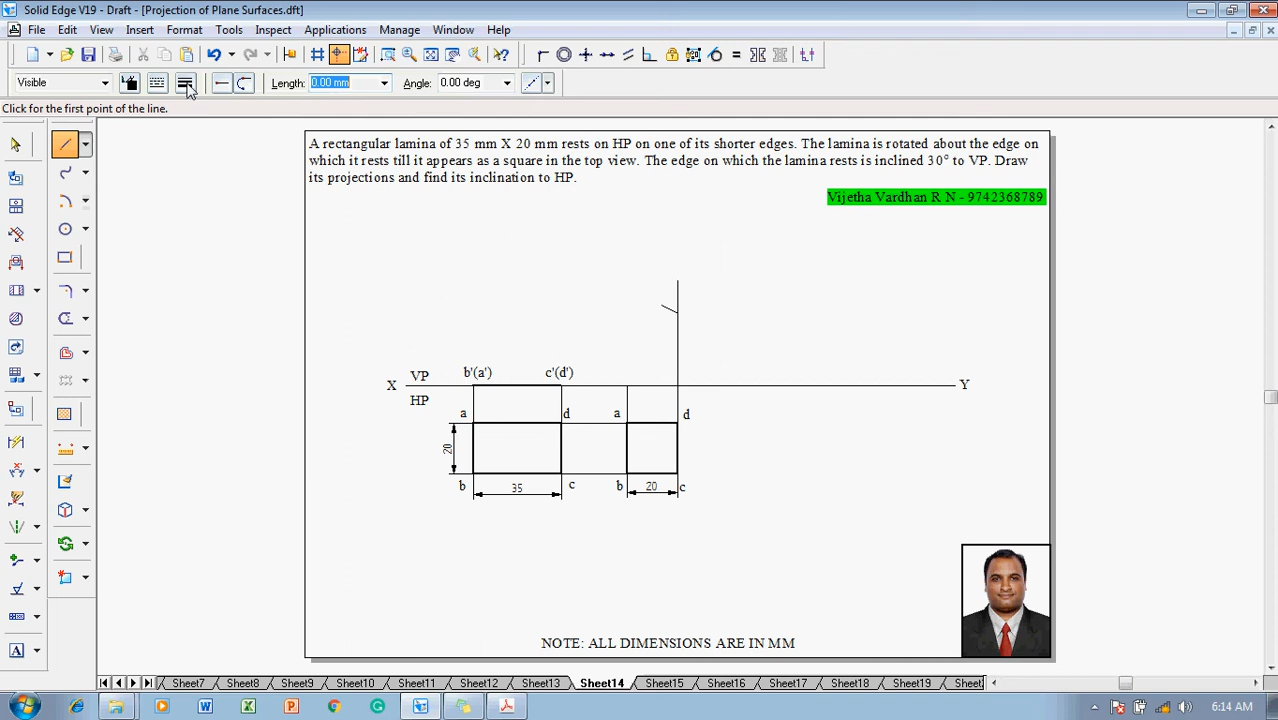 Solid Edge V19 - Draft - [Projection of Plane Surfaces.dft]
File Edit View Insert Format Tools Inspect Applications Manage Window Help
Visible Length: 0.00 mm Angle: 0.00 deg
Click for the first point of the line.
A rectangular lamina of 35 mm X 20 mm rests on HP on one of its shorter edges. The lamina is rotated about the edge on
which it rests till it appears as a square in the top view. The edge on which the lamina rests is inclined 30° to VP. Draw
its projections and find its inclination to HP.
Vijetha Vardhan R N - 9742368789
b'(a') c'(d')
VP
X Y
HP
a d a d
20
b 35 c b 20 c
NOTE: ALL DIMENSIONS ARE IN MM
Sheet7 Sheet8 Sheet9 Sheet10 Sheet11 Sheet12 Sheet13 Sheet14 Sheet15 Sheet16 Sheet17 Sheet18 Sheet19 Sheet
6:14 AM